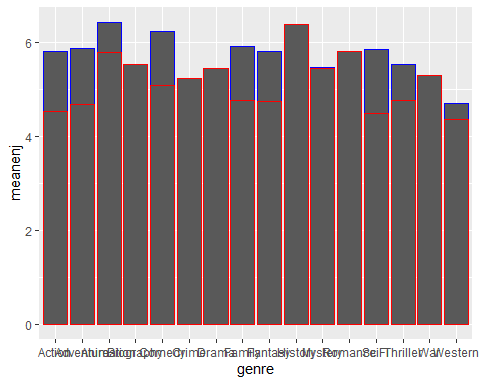 6
4
2
0
meanenj
Action Adventure Animation Biography Comedy Crime Drama Family Fantasy History Mystery Romance Thriller War Western
genre